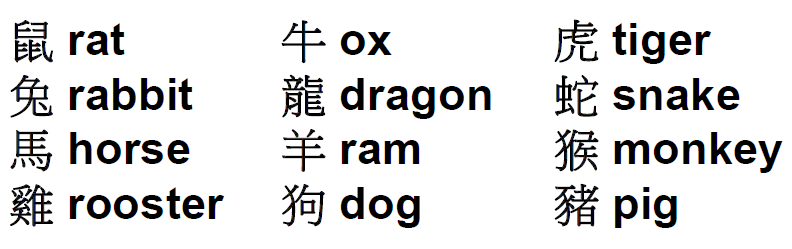 鼠 rat 牛 ox 虎 tiger
兔 rabbit 龍 dragon 蛇 snake
馬 horse 羊 ram 猴 monkey
雞 rooster 狗 dog 豬 pig